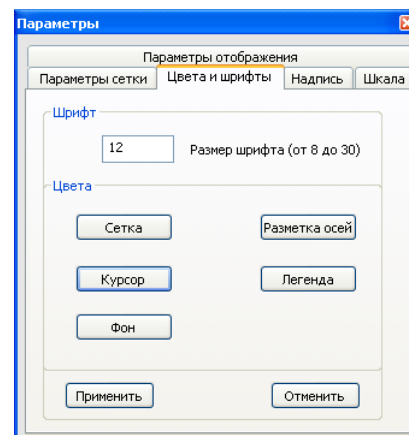 Параметры
Параметры отображения
Параметры сетки Цвета и шрифты Надпись Шкала
Шрифт
12 Размер шрифта (от 8 до 30)
Цвета
Сетка Разметка осей
Курсор Легенда
Фон
Применить Отменить